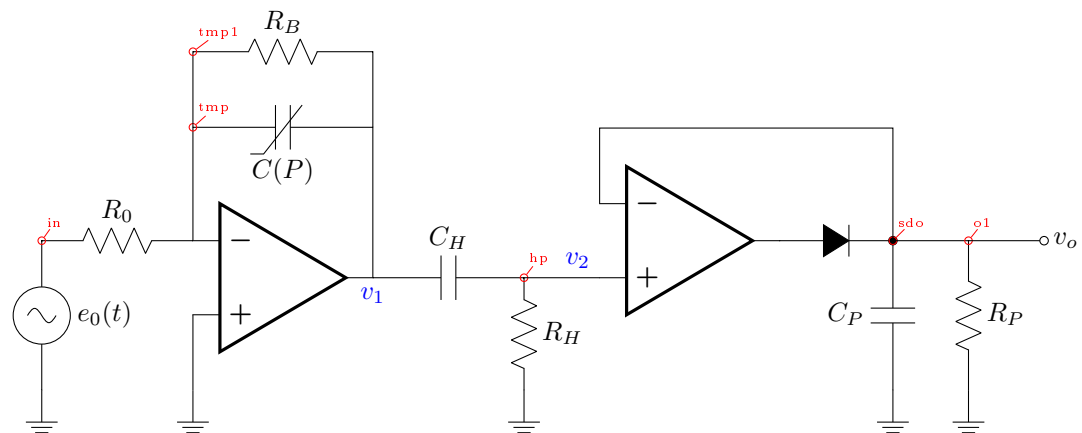 tmp1
R_B
tmp
C(P)
in
R_0
−
+
e_0(t)
v_1
C_H
hp
v_2
R_H
−
+
sdo
o1
v_o
C_P
R_P